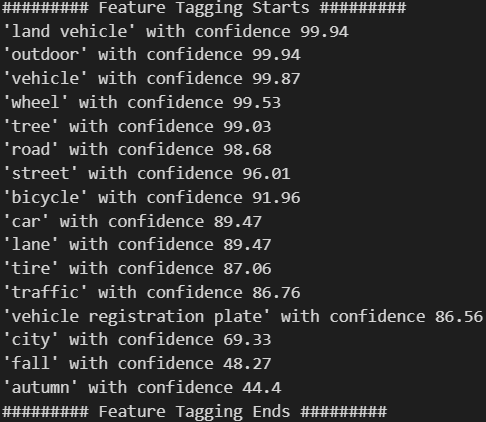 ######### Feature Tagging Starts #########
'land vehicle' with confidence 99.94
'outdoor' with confidence 99.94
'vehicle' with confidence 99.87
'wheel' with confidence 99.53
'tree' with confidence 99.03
'road' with confidence 98.68
'street' with confidence 96.01
'bicycle' with confidence 91.96
'car' with confidence 89.47
'lane' with confidence 89.47
'tire' with confidence 87.06
'traffic' with confidence 86.76
'vehicle registration plate' with confidence 86.56
'city' with confidence 69.33
'fall' with confidence 48.27
'autumn' with confidence 44.4
######### Feature Tagging Ends #########